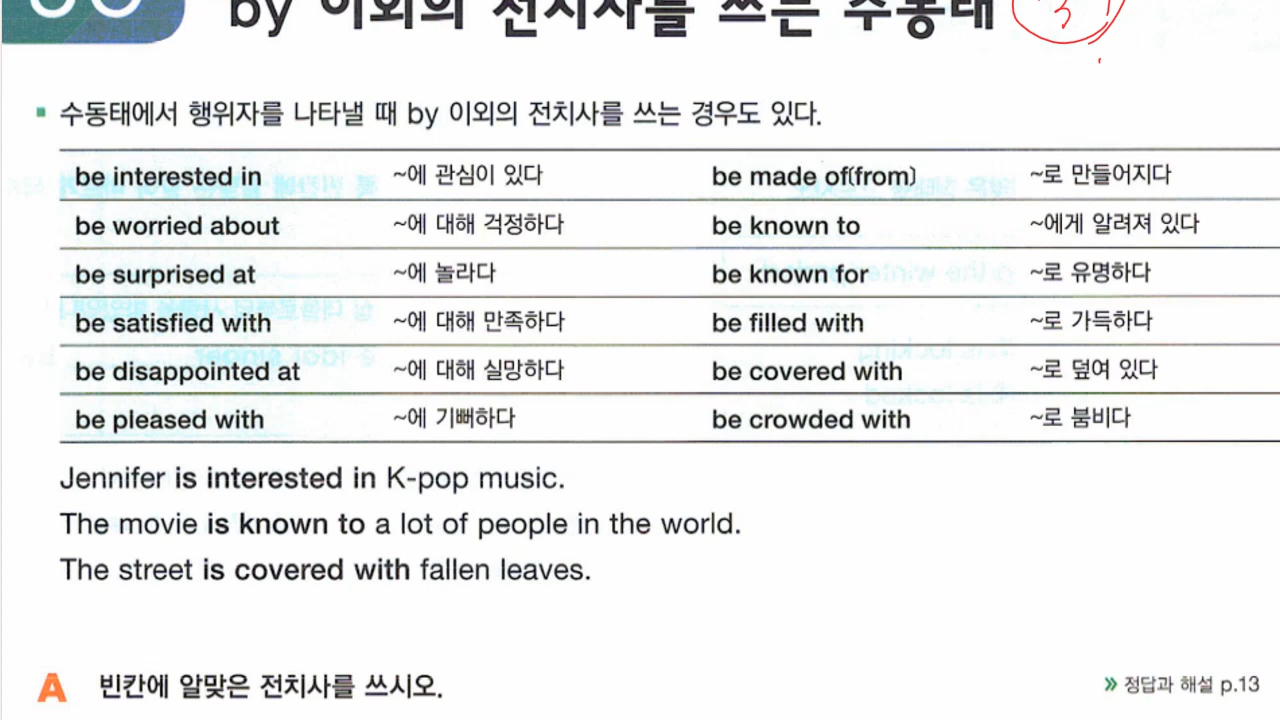 by 이외의 전치사를 쓰는 수동태
수동태에서 행위자를 나타낼 때 by 이외의 전치사를 쓰는 경우도 있다.
be interested in ~에 관심이 있다 be made of(from) ~로 만들어지다
be worried about ~에 대해 걱정하다 be known to ~에게 알려져 있다
be surprised at ~에 놀라다 be known for ~로 유명하다
be satisfied with ~에 대해 만족하다 be filled with ~로 가득하다
be disappointed at ~에 대해 실망하다 be covered with ~로 덮여 있다
be pleased with ~에 기뻐하다 be crowded with ~로 붐비다
Jennifer is interested in K-pop music.
The movie is known to a lot of people in the world.
The street is covered with fallen leaves.
A 빈칸에 알맞은 전치사를 쓰시오. » 정답과 해설 p.13